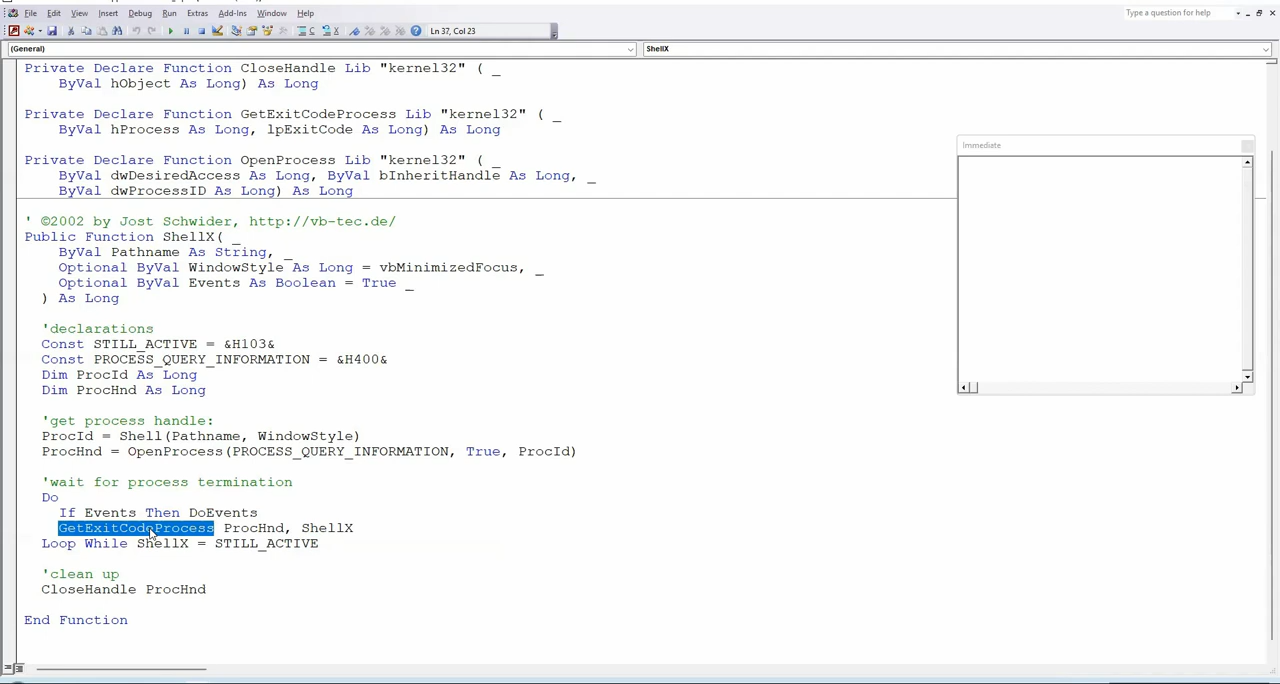 File Edit View Insert Debug Run Extras Add-Ins Window Help
Type a question for help
Ln 37, Col 23
(General)
ShellX
Private Declare Function CloseHandle Lib "kernel32" ( _
ByVal hObject As Long) As Long
Private Declare Function GetExitCodeProcess Lib "kernel32" ( _
ByVal hProcess As Long, lpExitCode As Long) As Long
Private Declare Function OpenProcess Lib "kernel32" ( _
ByVal dwDesiredAccess As Long, ByVal bInheritHandle As Long, _
ByVal dwProcessID As Long) As Long
' ©2002 by Jost Schwider, http://vb-tec.de/
Public Function ShellX( _
ByVal Pathname As String, _
Optional ByVal WindowStyle As Long = vbMinimizedFocus, _
Optional ByVal Events As Boolean = True _
) As Long
'declarations
Const STILL_ACTIVE = &H103&
Const PROCESS_QUERY_INFORMATION = &H400&
Dim ProcId As Long
Dim ProcHnd As Long
'get process handle:
ProcId = Shell(Pathname, WindowStyle)
ProcHnd = OpenProcess(PROCESS_QUERY_INFORMATION, True, ProcId)
'wait for process termination
Do
If Events Then DoEvents
GetExitCodeProcess ProcHnd, ShellX
Loop While ShellX = STILL_ACTIVE
'clean up
CloseHandle ProcHnd
End Function
Immediate